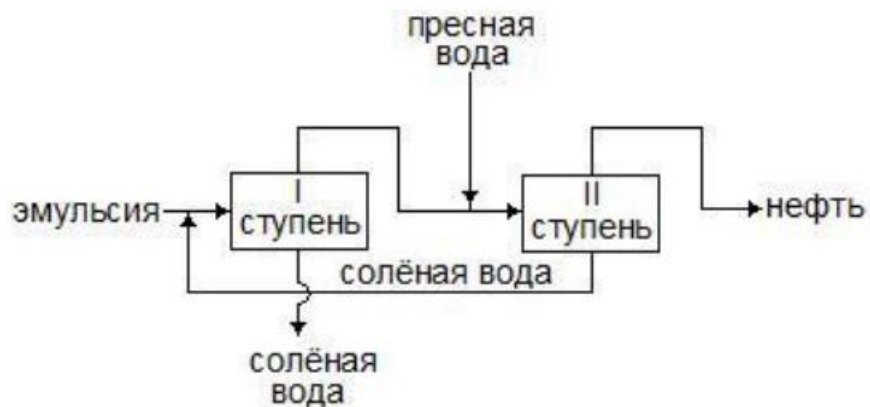 пресная
вода
эмульсия
I
ступень
II
ступень
нефть
солёная вода
солёная
вода